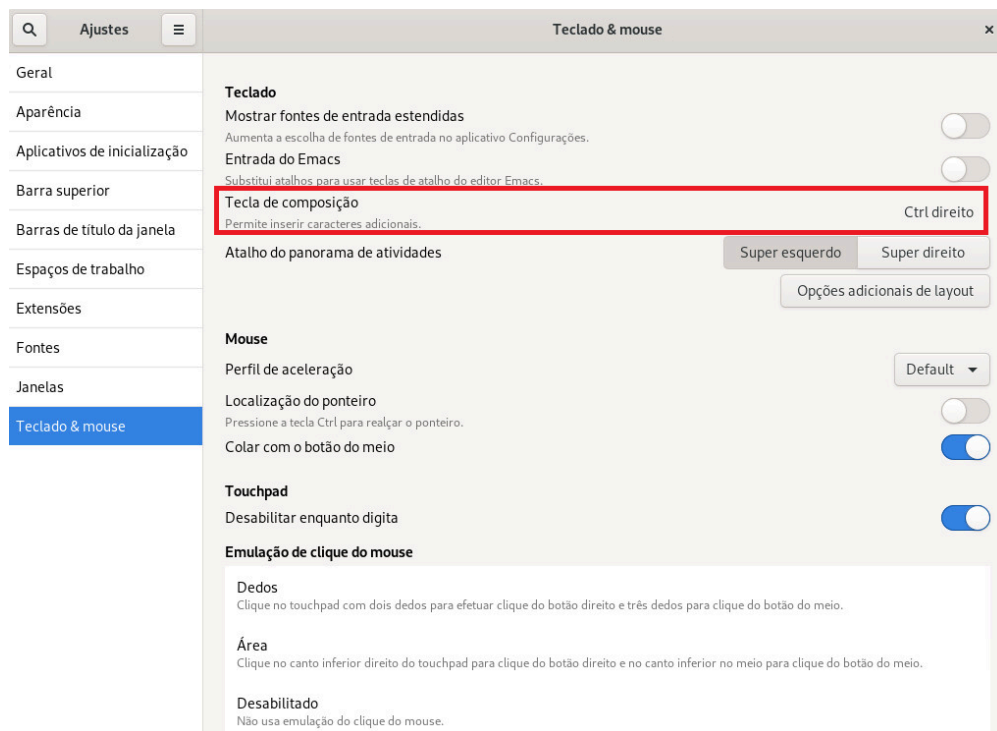 Ajustes
Teclado & mouse
Geral
Aparência
Aplicativos de inicialização
Barra superior
Barras de título da janela
Espaços de trabalho
Extensões
Fontes
Janelas
Teclado & mouse
Teclado
Mostrar fontes de entrada estendidas
Aumenta a escolha de fontes de entrada no aplicativo Configurações.
Entrada do Emacs
Substitui atalhos para usar teclas de atalho do editor Emacs.
Tecla de composição
Ctrl direito
Permite inserir caracteres adicionais.
Atalho do panorama de atividades
Super esquerdo
Super direito
Opções adicionais de layout
Mouse
Perfil de aceleração
Default
Localização do ponteiro
Pressione a tecla Ctrl para realçar o ponteiro.
Colar com o botão do meio
Touchpad
Desabilitar enquanto digita
Emulação de clique do mouse
Dedos
Clique no touchpad com dois dedos para efetuar clique do botão direito e três dedos para clique do botão do meio.
Área
Clique no canto inferior direito do touchpad para clique do botão direito e no canto inferior no meio para clique do botão do meio.
Desabilitado
Não usa emulação do clique do mouse.